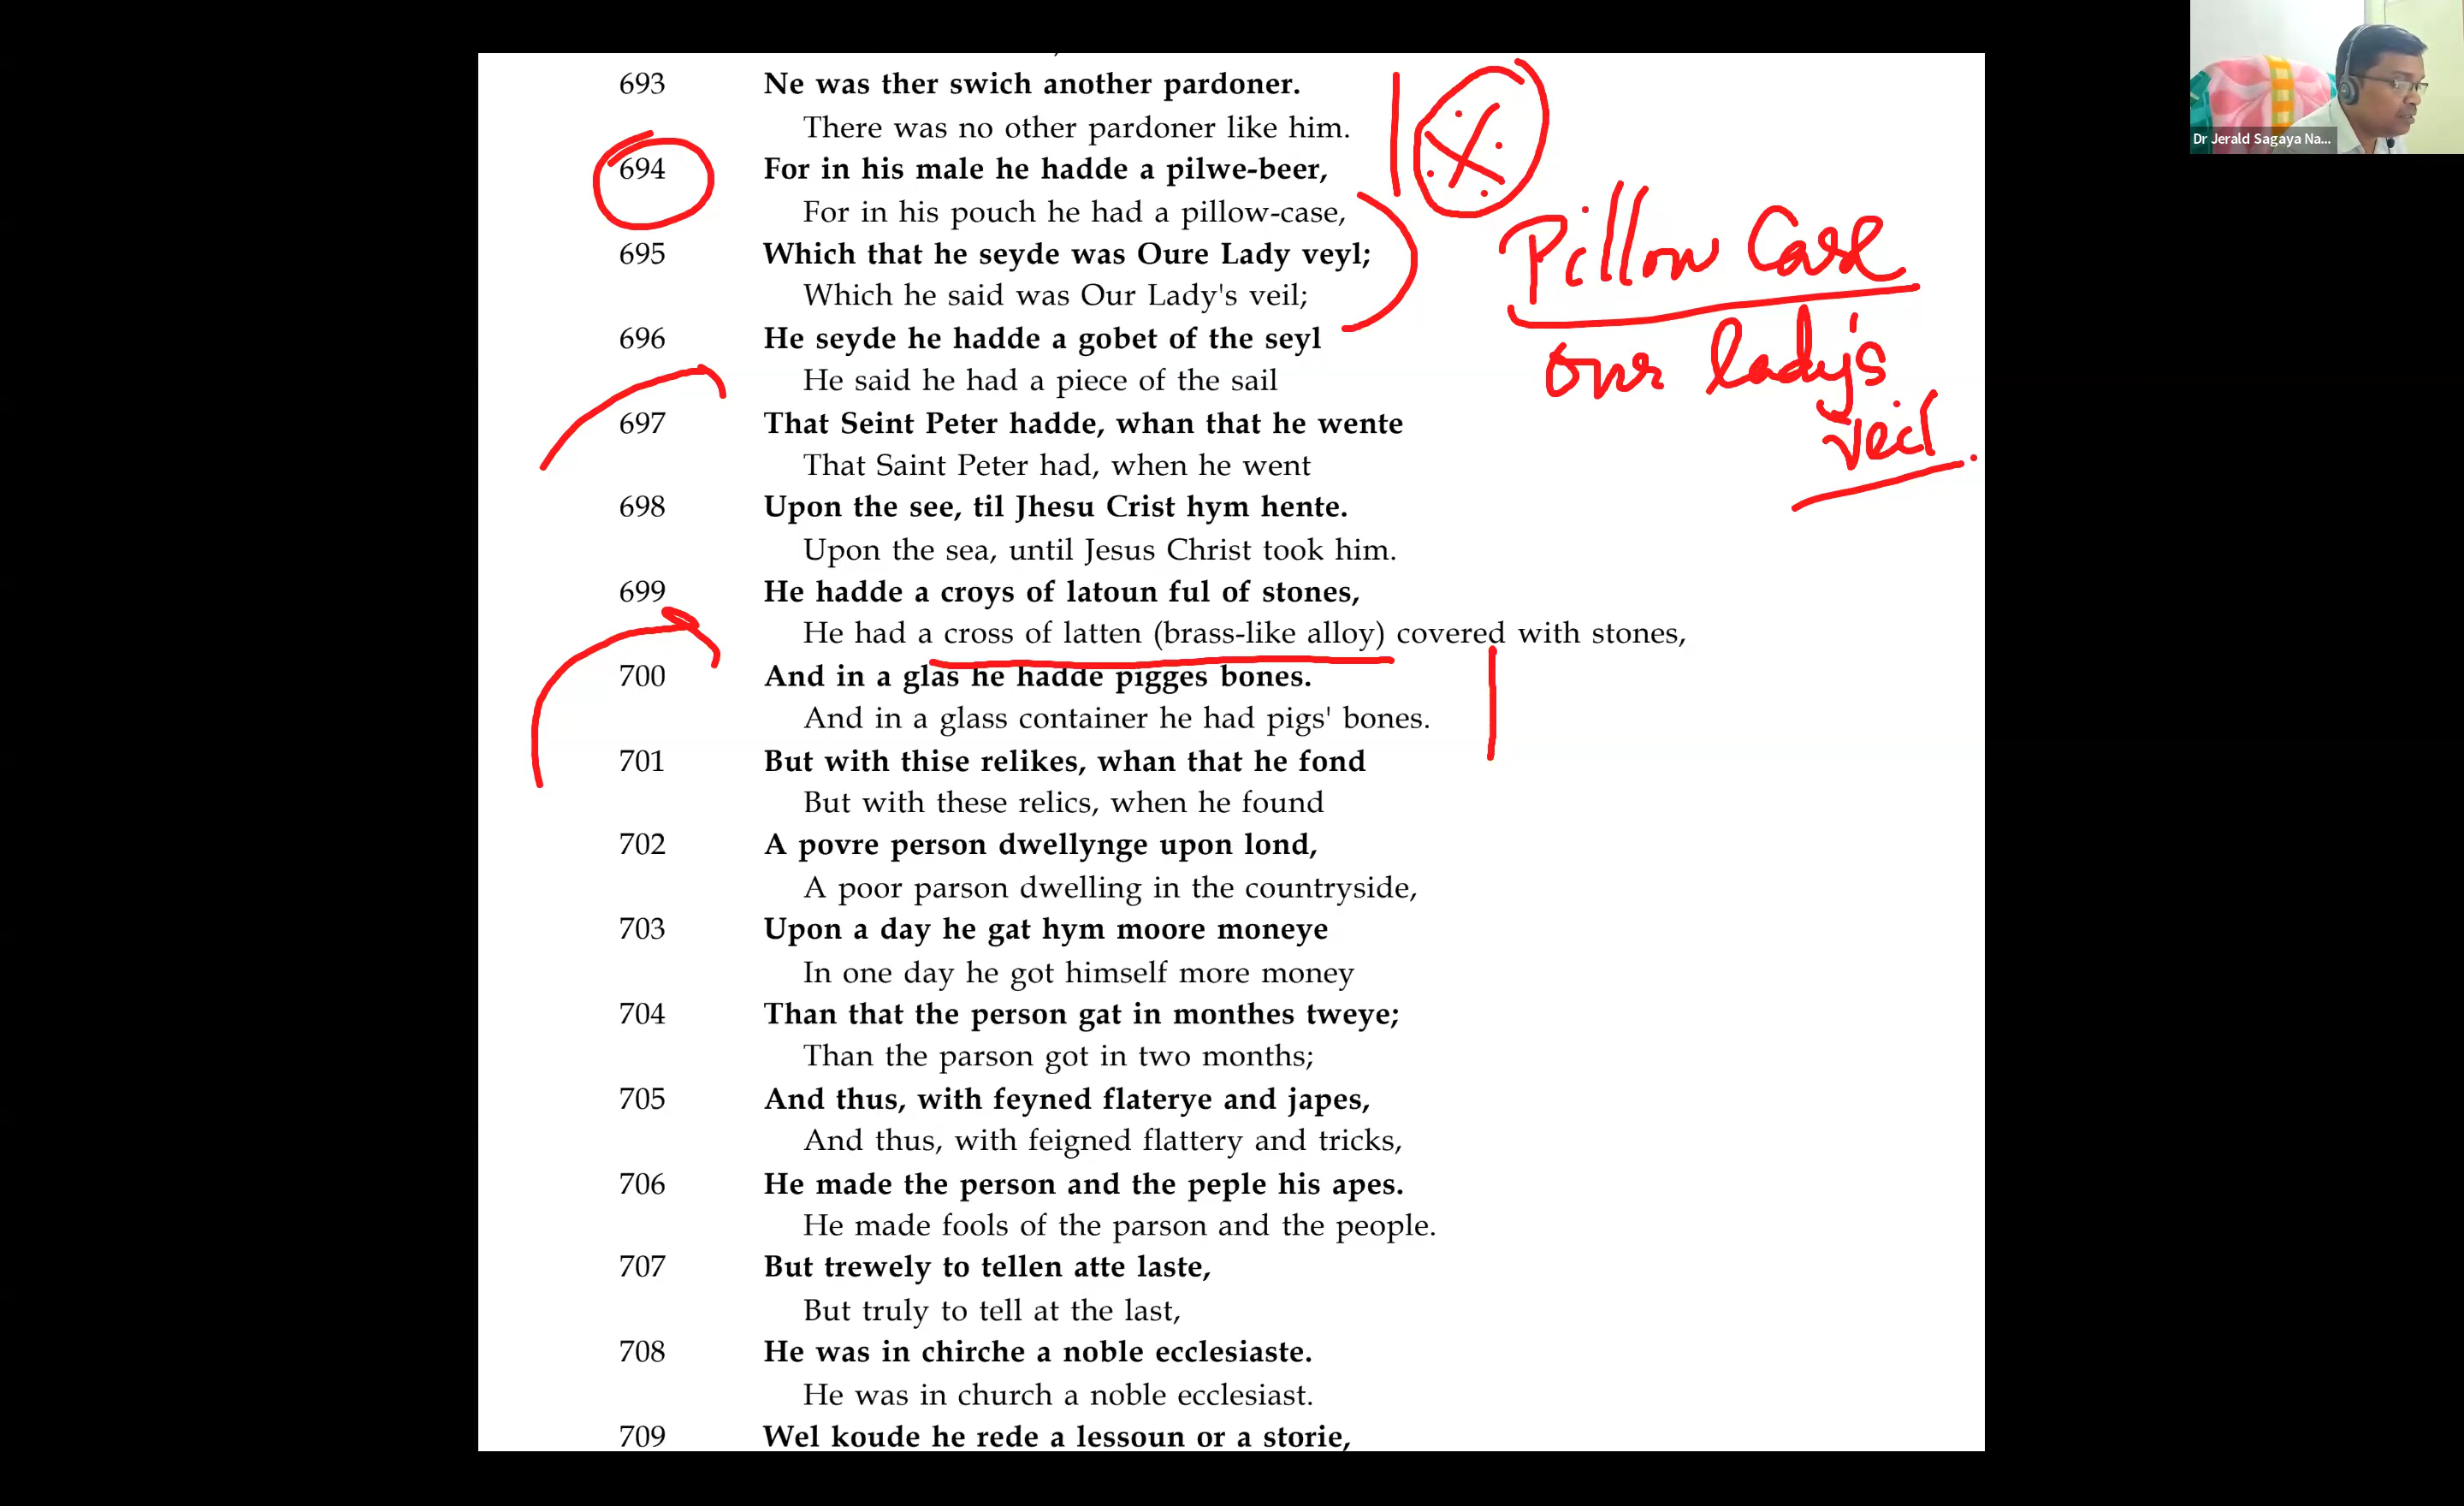 693 Ne was ther swich another pardoner.
There was no other pardoner like him.
694 For in his male he hadde a pilwe-beer,
For in his pouch he had a pillow-case,
695 Which that he seyde was Oure Lady veyl;
Which he said was Our Lady's veil;
696 He seyde he hadde a gobet of the seyl
He said he had a piece of the sail
697 That Seint Peter hadde, whan that he wente
That Saint Peter had, when he went
698 Upon the see, til Jhesu Crist hym hente.
Upon the sea, until Jesus Christ took him.
699 He hadde a croys of latoun ful of stones,
He had a cross of latten (brass-like alloy) covered with stones,
700 And in a glas he hadde pigges bones.
And in a glass container he had pigs' bones.
701 But with thise relikes, whan that he fond
But with these relics, when he found
702 A povre person dwellynge upon lond,
A poor parson dwelling in the countryside,
703 Upon a day he gat hym moore moneye
In one day he got himself more money
704 Than that the person gat in monthes tweye;
Than the parson got in two months;
705 And thus, with feyned flaterye and japes,
And thus, with feigned flattery and tricks,
706 He made the person and the peple his apes.
He made fools of the parson and the people.
707 But trewely to tellen atte laste,
But truly to tell at the last,
708 He was in chirche a noble ecclesiaste.
He was in church a noble ecclesiast.
709 Wel koude he rede a lessoun or a storie,
Pillow Case
our lady's
veil.
Dr Jerald Sagaya Na...